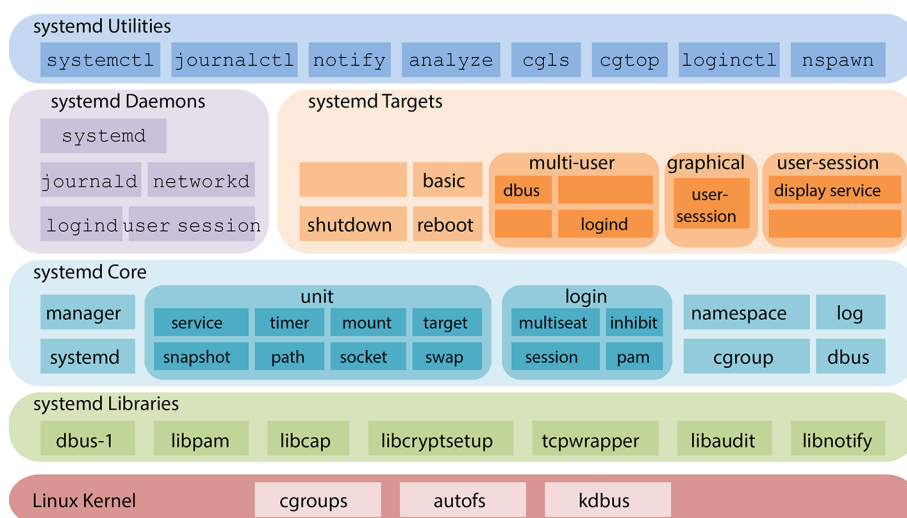 systemd Utilities
systemctl journalctl notify analyze cgls cgtop loginctl nspawn
systemd Daemons
systemd
journald networkd
logind user session
systemd Targets
basic
shutdown reboot
multi-user
dbus
logind
graphical
user-
sesssion
user-session
display service
systemd Core
manager
systemd
unit
service timer mount target
snapshot path socket swap
login
multiseat inhibit
session pam
namespace log
cgroup dbus
systemd Libraries
dbus-1 libpam libcap libcryptsetup tcpwrapper libaudit libnotify
Linux Kernel cgroups autofs kdbus